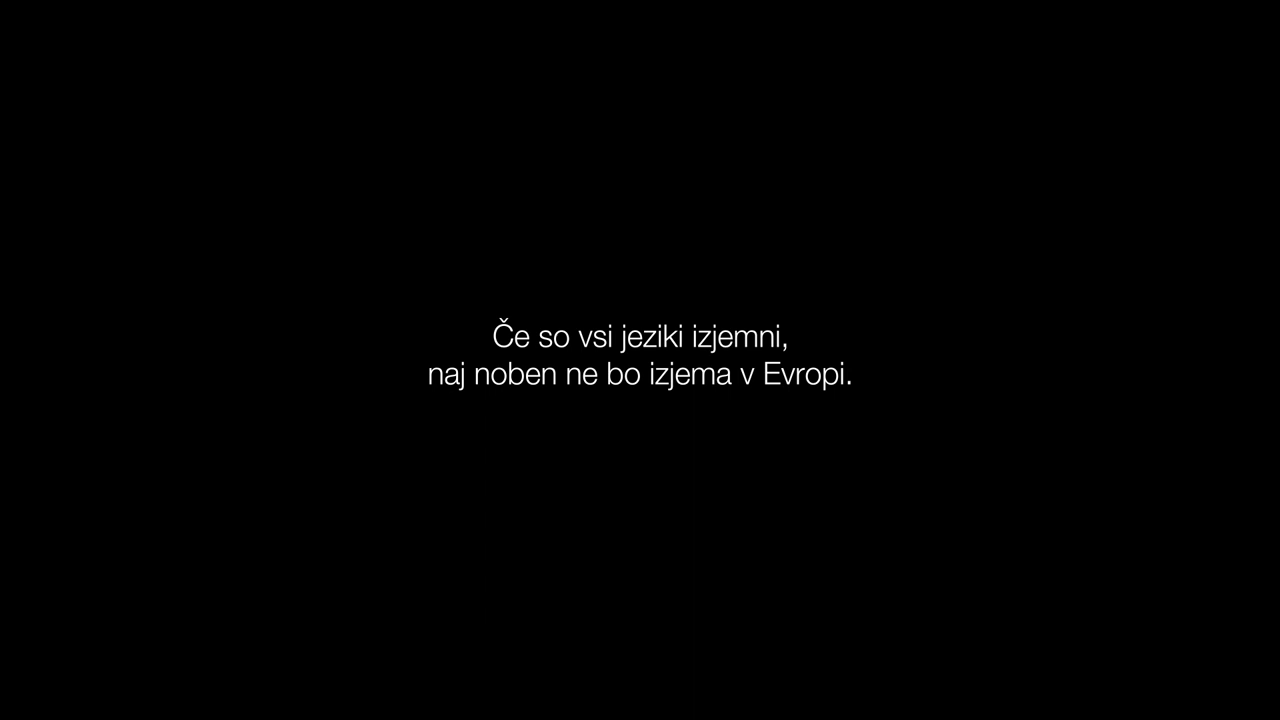 Če so vsi jeziki izjemni,
naj noben ne bo izjema v Evropi.